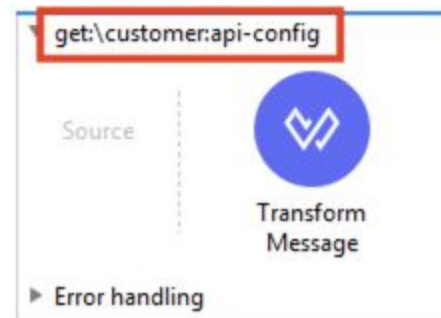 get:\customer:api-config
Source
Transform
Message
Error handling